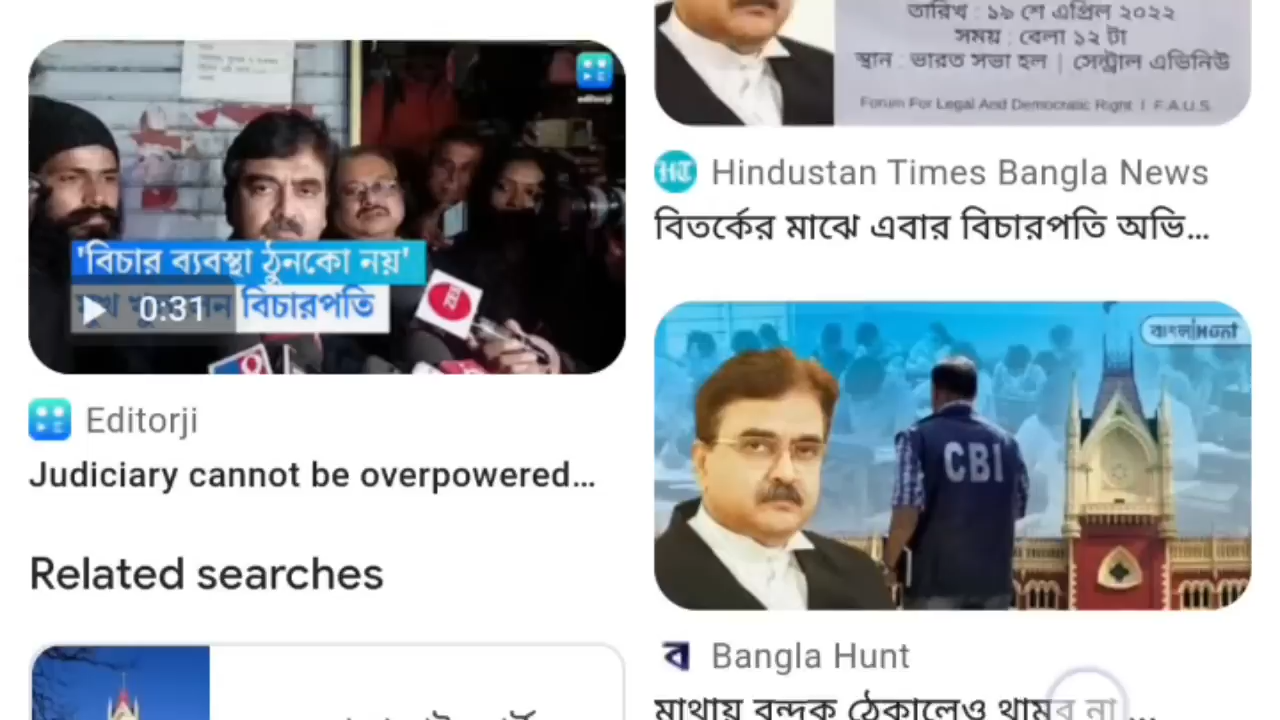 editorji
'বিচার ব্যবস্থা ঠুনকো নয়'
বিচারপতি
0:31
Editorji
Judiciary cannot be overpowered...
Related searches
তারিখ : ১৯ শে এপ্রিল ২০২২
সময় : বেলা ১২ টা
স্থান : ভারত সভা হল | সেন্ট্রাল এভিনিউ
Forum For Legal And Democratic Right | F.A.U.S.
HT Hindustan Times Bangla News
বিতর্কের মাঝে এবার বিচারপতি অভি...
বাংলাHunt
CBI
ব Bangla Hunt
মাথায় বন্দুক ঠেকালেও থামব না ...